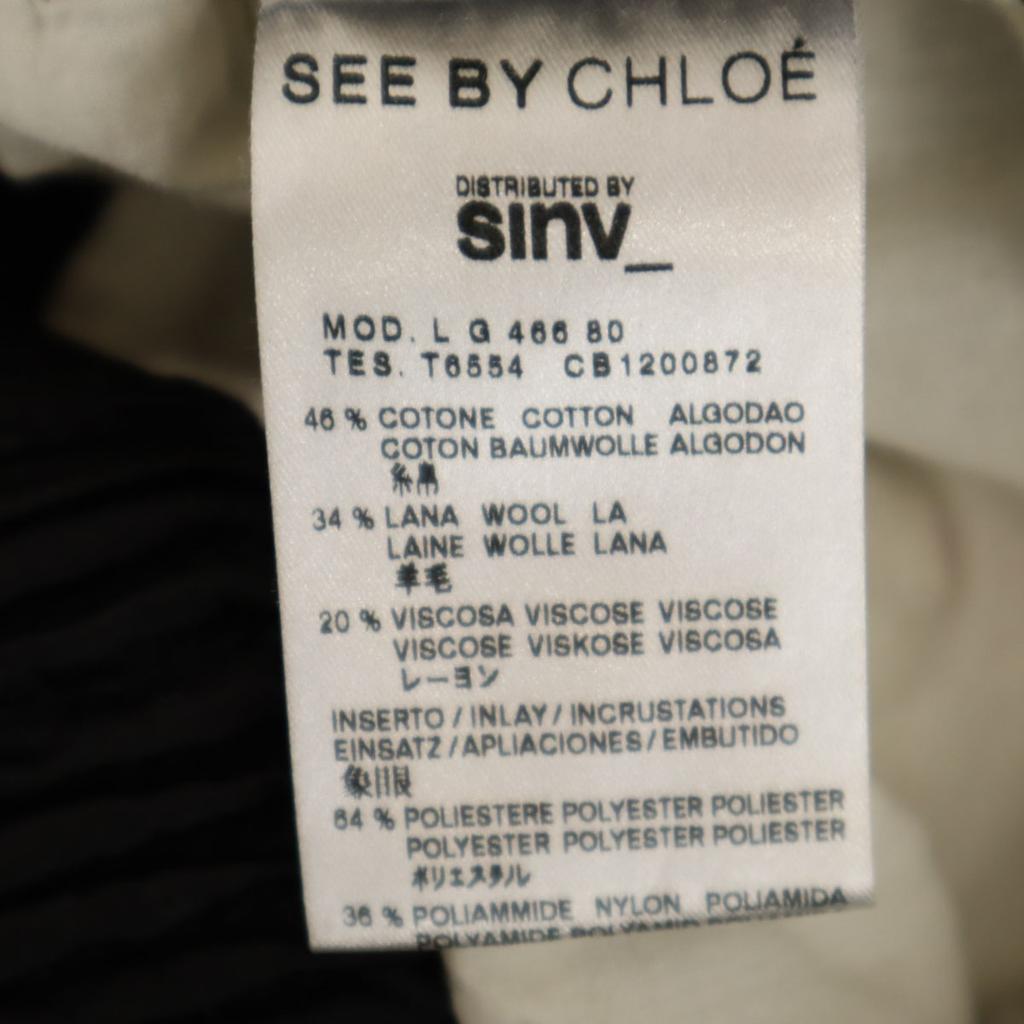 SEE BY CHLOÉ
DISTRIBUTED BY
sinv_
MOD. L G 466 80
TES. T6554 CB1200872
46 % COTONE COTTON ALGODAO
COTON BAUMWOLLE ALGODON
34 % LANA WOOL LA
LAINE WOLLE LANA
羊毛
20 % VISCOSA VISCOSE VISCOSE
VISCOSE VISKOSE VISCOSA
レーヨン
INSERTO / INLAY / INCRUSTATIONS
EINSATZ / APLIACIONES / EMBUTIDO
象眼
64 % POLIESTERE POLYESTER POLIESTER
POLYESTER POLYESTER POLIESTER
ポリエステル
36 % POLIAMMIDE NYLON POLIAMIDA
POLYAMIDE